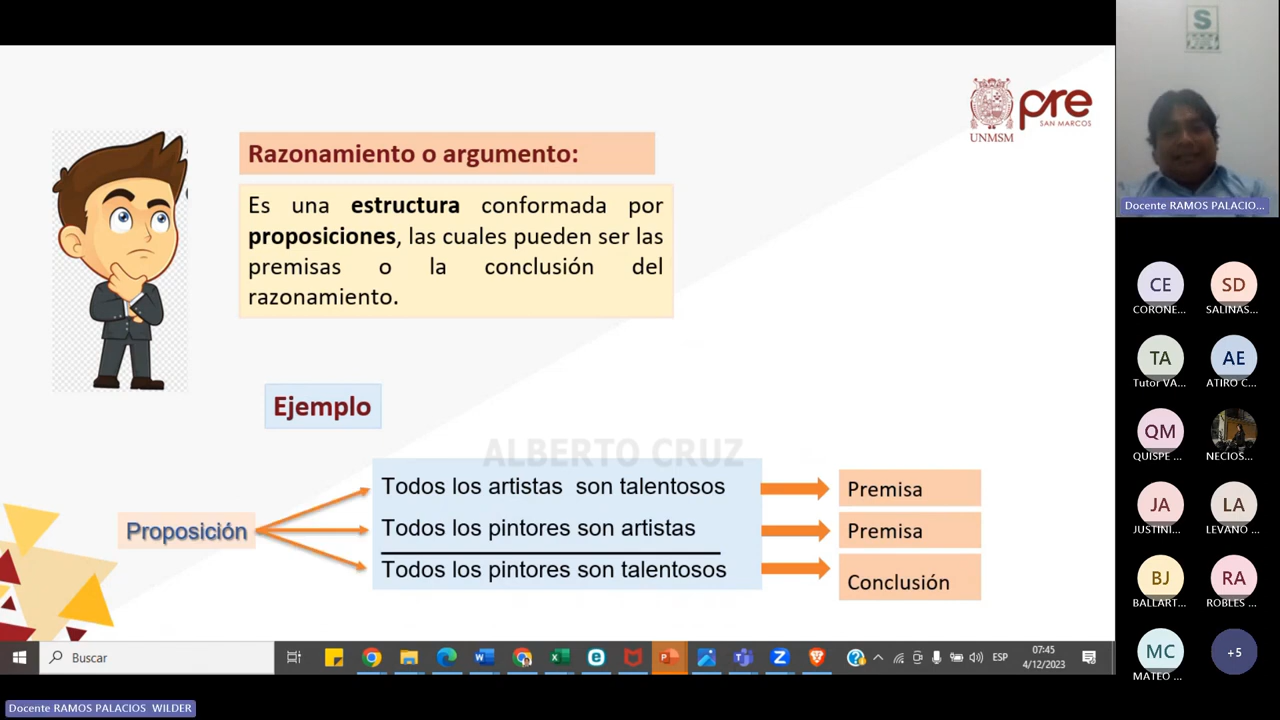 S
pre
SAN MARCOS
UNMSM
Razonamiento o argumento:
Es una estructura conformada por
proposiciones, las cuales pueden ser las
premisas o la conclusión del
razonamiento.
Docente RAMOS PALACIO...
Ejemplo
ALBERTO CRUZ
Proposición
Todos los artistas son talentosos
Todos los pintores son artistas
Todos los pintores son talentosos
Premisa
Premisa
Conclusión
CE
CORONE...
SD
SALINAS...
TA
Tutor VA...
AE
ATIRO C...
QM
QUISPE ...
NECIOS...
JA
JUSTINI...
LA
LEVANO ...
BJ
BALLART...
RA
ROBLES ...
MC
MATEO ...
+5
Buscar
ESP
07:45
4/12/2023
Docente RAMOS PALACIOS WILDER